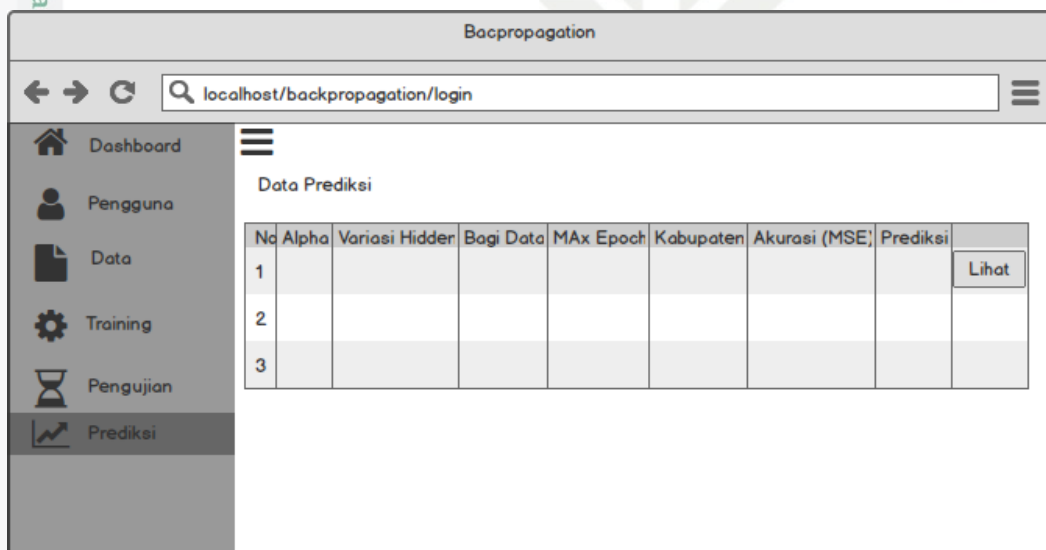 Bacpropagation
localhost/backpropagation/login
Dashboard
Pengguna
Data
Training
Pengujian
Prediksi
Data Prediksi
No Alpha Variasi Hidden Bagi Data MAx Epoch Kabupaten Akurasi (MSE) Prediksi
1 Lihat
2
3